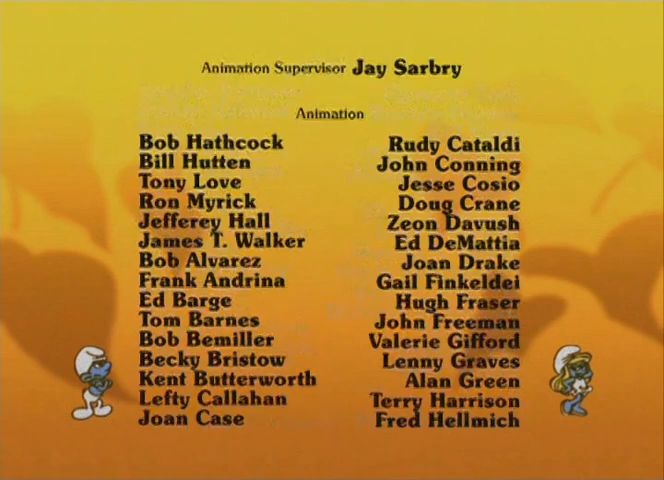 Animation Supervisor Jay Sarbry
Animation
Bob Hathcock
Bill Hutten
Tony Love
Ron Myrick
Jefferey Hall
James T. Walker
Bob Alvarez
Frank Andrina
Ed Barge
Tom Barnes
Bob Bemiller
Becky Bristow
Kent Butterworth
Lefty Callahan
Joan Case
Rudy Cataldi
John Conning
Jesse Cosio
Doug Crane
Zeon Davush
Ed DeMattia
Joan Drake
Gail Finkeldei
Hugh Fraser
John Freeman
Valerie Gifford
Lenny Graves
Alan Green
Terry Harrison
Fred Hellmich